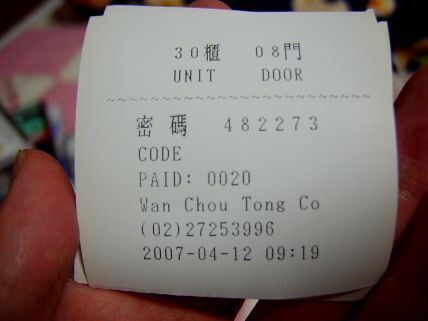 30櫃 08門
UNIT DOOR
~~~~~~~~~~~~~~~~~~~~~~~~~~~~
密 碼 482273
CODE
PAID: 0020
Wan Chou Tong Co
(02)27253996
2007-04-12 09:19